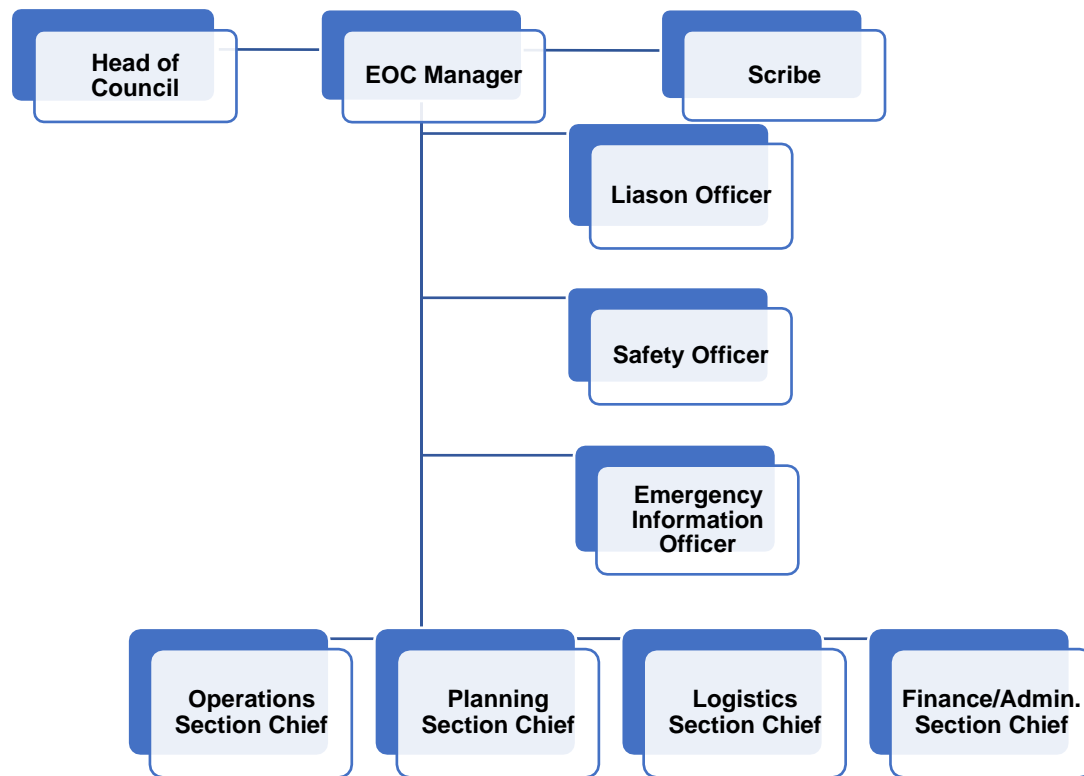 Head of
Council
EOC Manager
Scribe
Liason Officer
Safety Officer
Emergency
Information
Officer
Operations
Section Chief
Planning
Section Chief
Logistics
Section Chief
Finance/Admin.
Section Chief